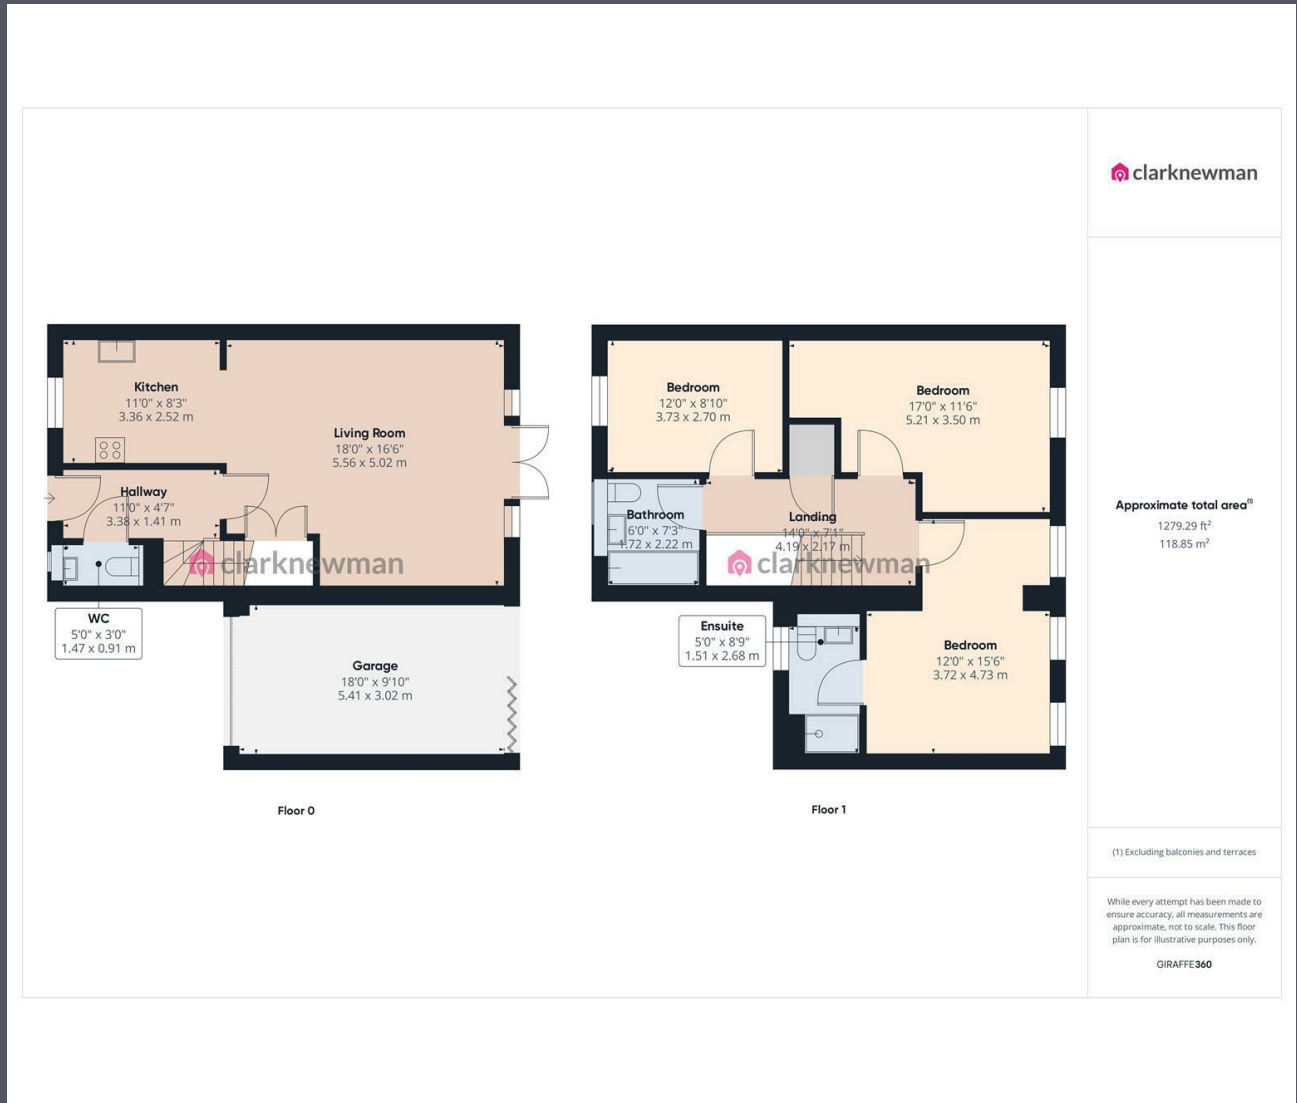 clarknewman
Kitchen
11'0" x 8'3"
3.36 x 2.52 m
Living Room
18'0" x 16'6"
5.56 x 5.02 m
Hallway
11'0" x 4'7"
3.38 x 1.41 m
clarknewman
WC
5'0" x 3'0"
1.47 x 0.91 m
Garage
18'0" x 9'10"
5.41 x 3.02 m
Floor 0
Bedroom
12'0" x 8'10"
3.73 x 2.70 m
Bedroom
17'0" x 11'6"
5.21 x 3.50 m
Bathroom
6'0" x 7'3"
1.72 x 2.22 m
Landing
14'0" x 7'1"
4.19 x 2.17 m
clarknewman
Ensuite
5'0" x 8'9"
1.51 x 2.68 m
Bedroom
12'0" x 15'6"
3.72 x 4.73 m
Floor 1
Approximate total area⁽¹⁾
1279.29 ft²
118.85 m²
(1) Excluding balconies and terraces
While every attempt has been made to
ensure accuracy, all measurements are
approximate, not to scale. This floor
plan is for illustrative purposes only.
GIRAFFE360